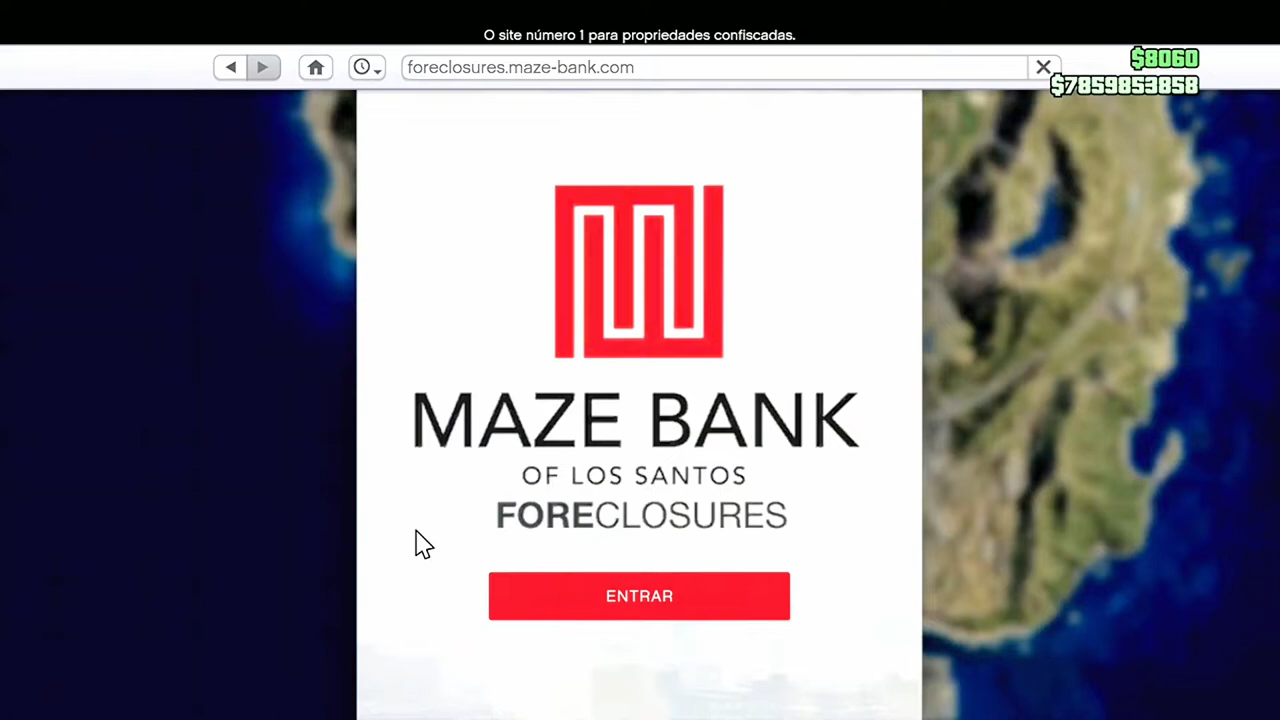 O site número 1 para propriedades confiscadas.
foreclosures.maze-bank.com
$8060
$7859853858
MAZE BANK
OF LOS SANTOS
FORECLOSURES
ENTRAR